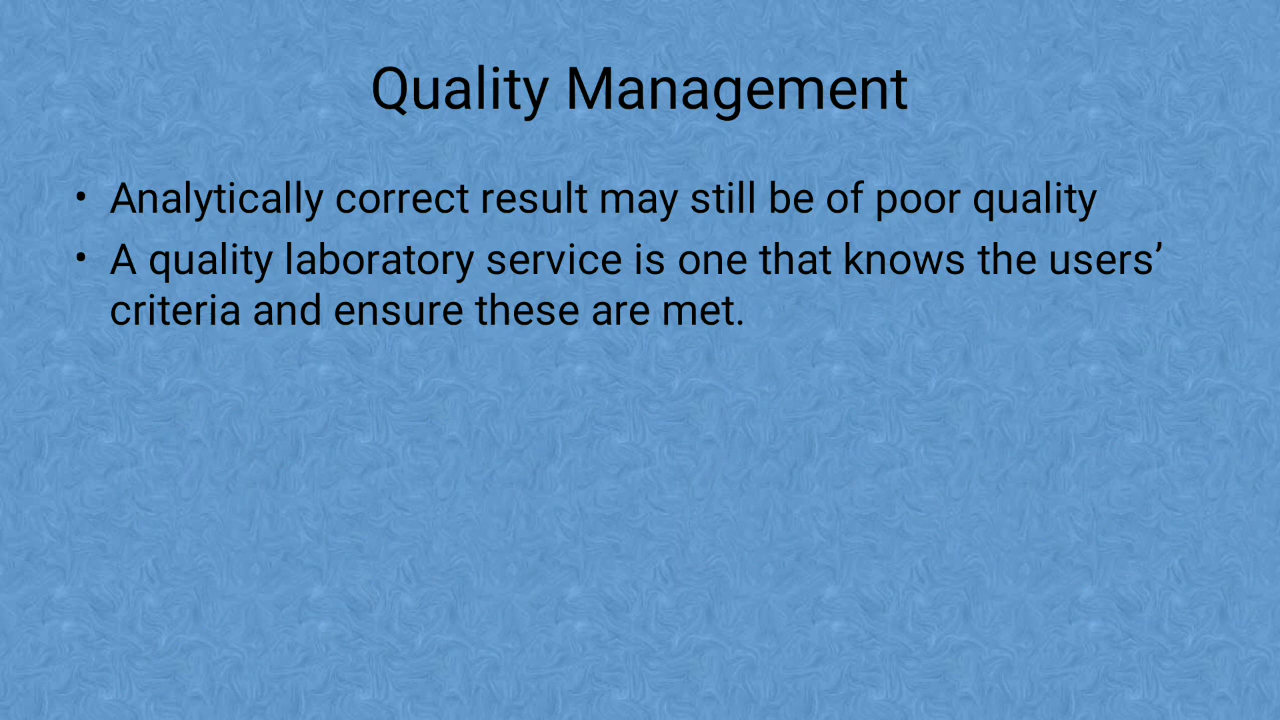 Quality Management
• Analytically correct result may still be of poor quality
• A quality laboratory service is one that knows the users’
criteria and ensure these are met.